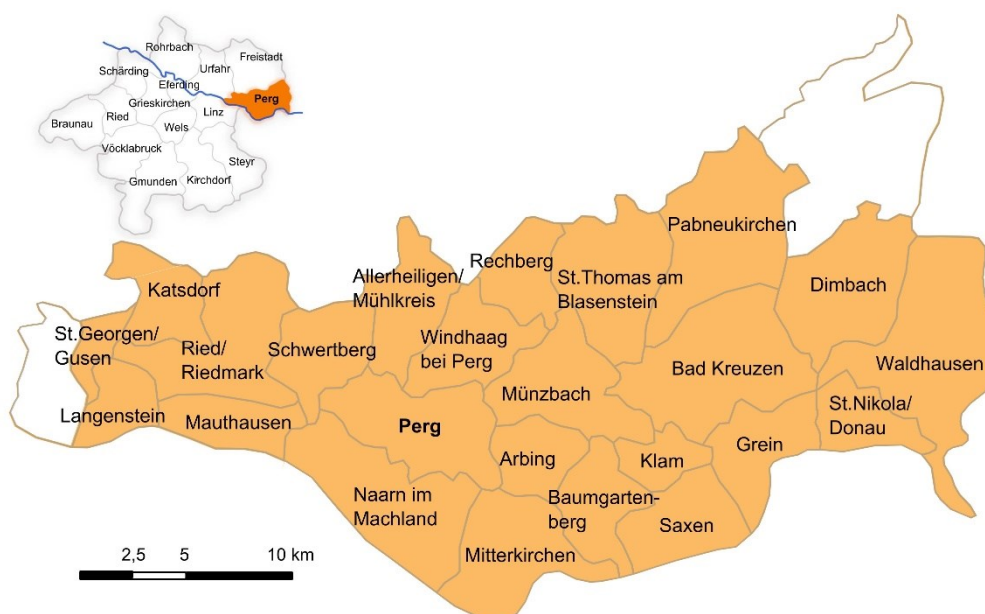 Rohrbach
Freistadt
Urfahr
Schärding
Eferding
Perg
Grieskirchen
Ried
Linz
Braunau
Wels
Vöcklabruck
Steyr
Gmunden
Kirchdorf
Pabneukirchen
Rechberg
Allerheiligen/
Mühlkreis
St.Thomas am
Blasenstein
Dimbach
Katsdorf
St.Georgen/
Gusen
Ried/
Riedmark
Schwertberg
Windhaag
bei Perg
Bad Kreuzen
Waldhausen
Münzbach
Langenstein
Mauthausen
Perg
St.Nikola/
Donau
Grein
Arbing
Klam
Naarn im
Machland
Baumgarten-
berg
Saxen
Mitterkirchen
2,5 5 10 km